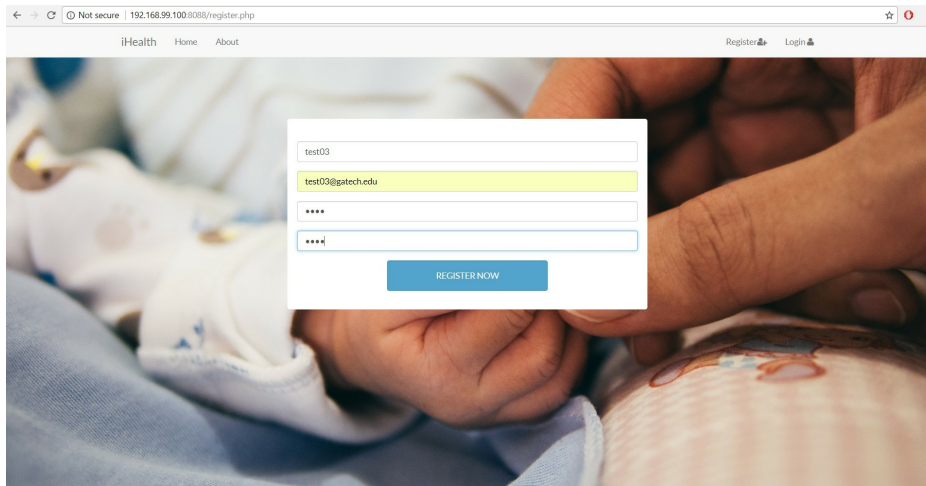 Not secure | 192.168.99.100:8088/register.php
iHealth Home About Register Login
test03
test03@gatech.edu
••••
••••
REGISTER NOW